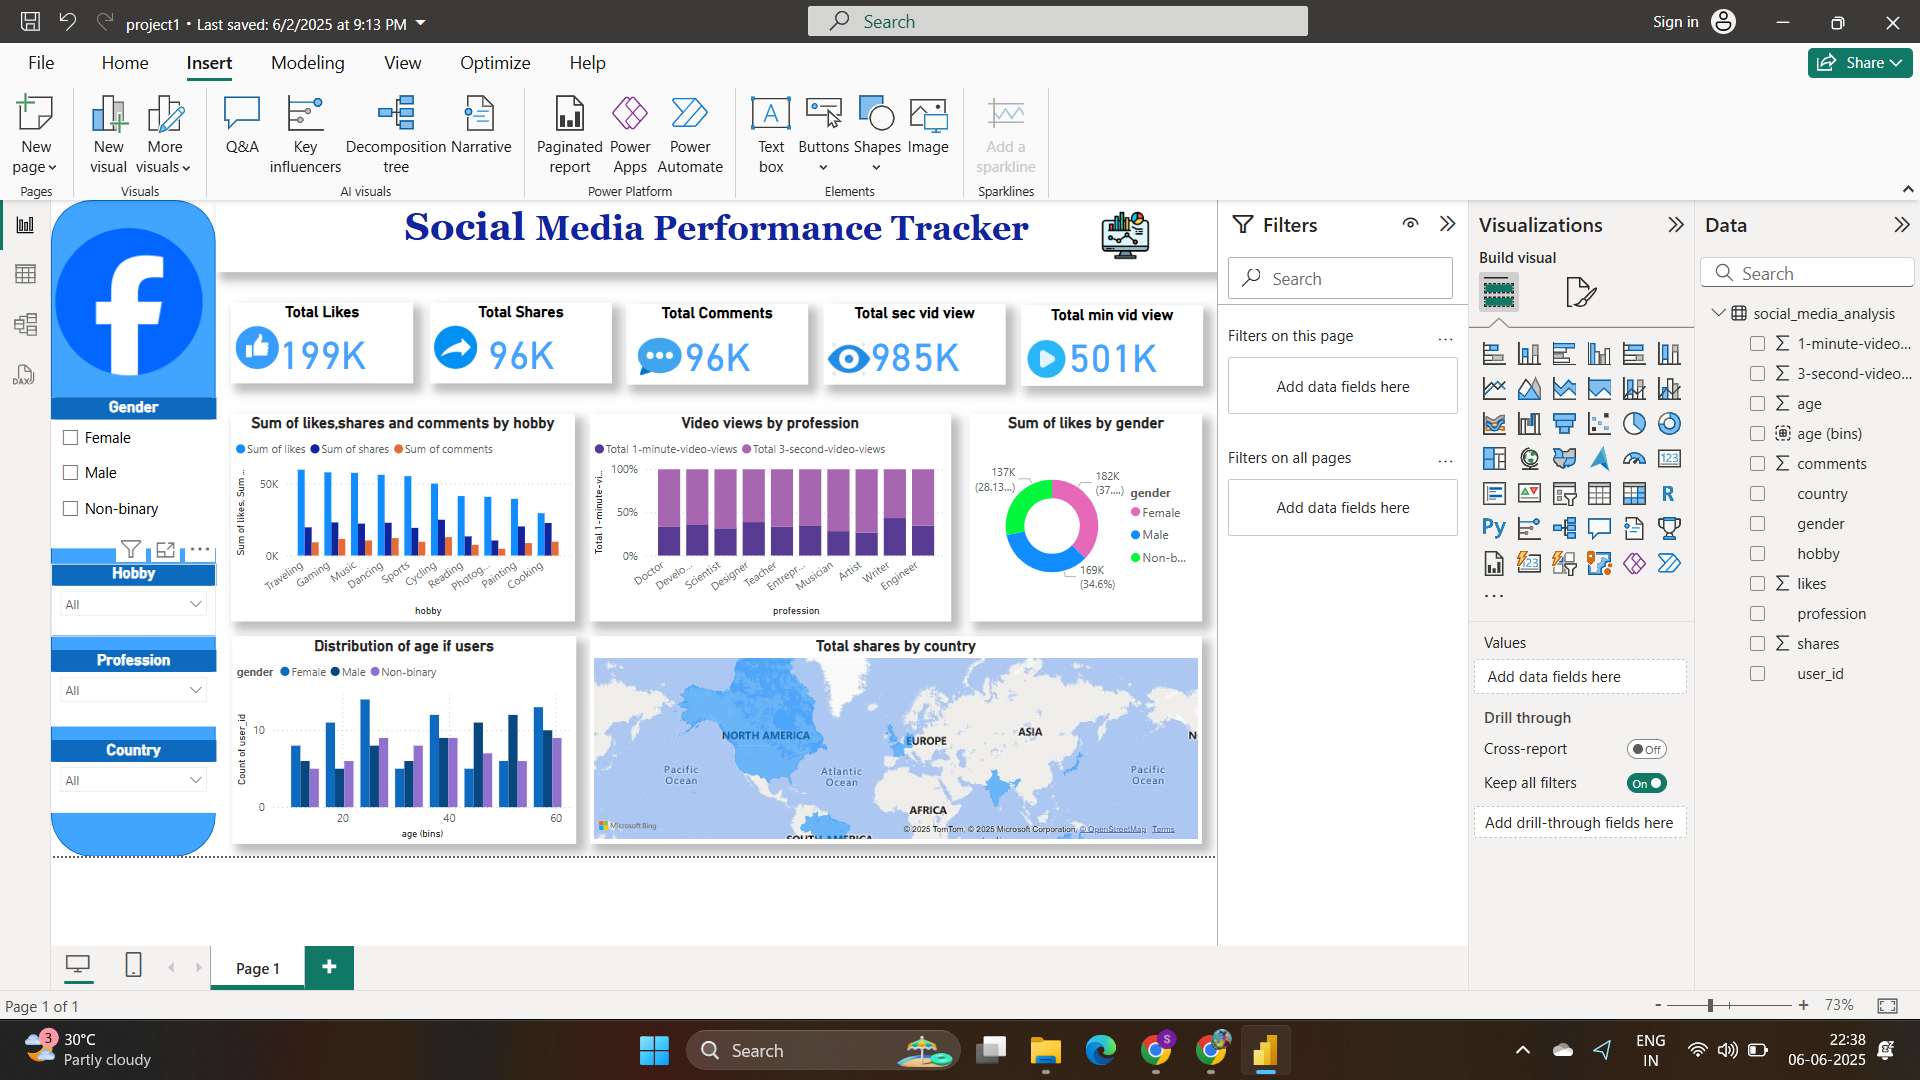 project1 • Last saved: 6/2/2025 at 9:13 PM
Search
Sign in
File Home Insert Modeling View Optimize Help
Share
New page
New visual
More visuals
Q&A
Key influencers
Decomposition tree
Narrative
Paginated report
Power Apps
Power Automate
Text box
Buttons
Shapes
Image
Add a sparkline
Pages
Visuals
AI visuals
Power Platform
Elements
Sparklines
DAX
Social Media Performance Tracker
Gender
Female
Male
Non-binary
Hobby
All
Profession
All
Country
All
Total Likes
199K
Total Shares
96K
Total Comments
96K
Total sec vid view
985K
Total min vid view
501K
Sum of likes,shares and comments by hobby
Sum of likes Sum of shares Sum of comments
Sum of likes, Sum ...
50K
0K
Traveling
Gaming
Music
Dancing
Sports
Cycling
Reading
Photog...
Painting
Cooking
hobby
Video views by profession
Total 1-minute-video-views Total 3-second-video-views
Total 1-minute-vi...
100%
50%
0%
Doctor
Develo...
Scientist
Designer
Teacher
Entrepr...
Musician
Artist
Writer
Engineer
profession
Sum of likes by gender
137K
(28.13...)
182K
(37....)
169K
(34.6%)
gender
Female
Male
Non-b...
Distribution of age if users
gender Female Male Non-binary
Count of user_id
10
0
20 40 60
age (bins)
Total shares by country
NORTH AMERICA
EUROPE
ASIA
N
Pacific
Ocean
Atlantic
Ocean
Pacific
Ocean
AFRICA
SOUTH AMERICA
Microsoft Bing
© 2025 TomTom, © 2025 Microsoft Corporation, © OpenStreetMap Terms
Filters
Search
Filters on this page
...
Add data fields here
Filters on all pages
...
Add data fields here
Visualizations
Build visual
123
R
Py
123
...
Values
Add data fields here
Drill through
Cross-report
Off
Keep all filters
On
Add drill-through fields here
Data
Search
social_media_analysis
1-minute-video...
3-second-video...
age
age (bins)
comments
country
gender
hobby
likes
profession
shares
user_id
Page 1
Page 1 of 1
- + 73%
3
30°C
Partly cloudy
Search
S
ENG
IN
22:38
06-06-2025